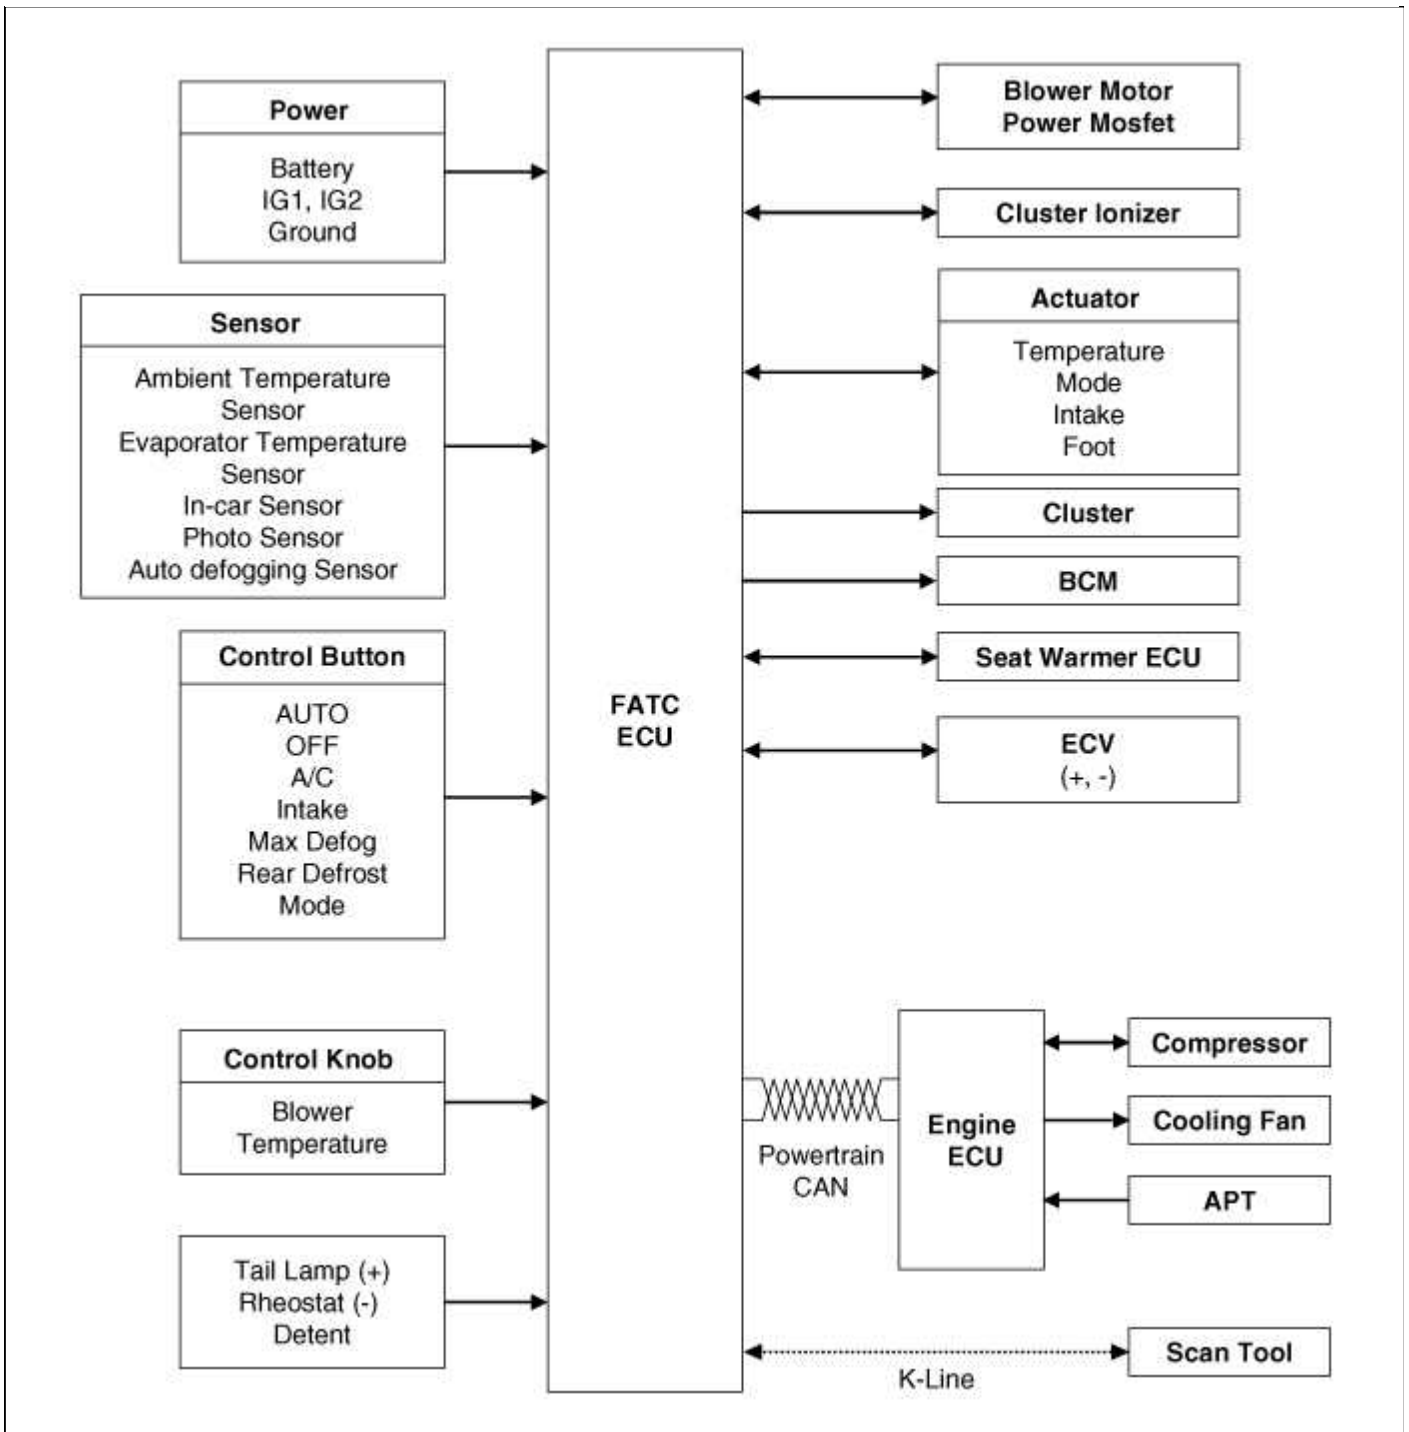 Power
Battery
IG1, IG2
Ground
Sensor
Ambient Temperature
Sensor
Evaporator Temperature
Sensor
In-car Sensor
Photo Sensor
Auto defogging Sensor
Control Button
AUTO
OFF
A/C
Intake
Max Defog
Rear Defrost
Mode
Control Knob
Blower
Temperature
Tail Lamp (+)
Rheostat (-)
Detent
FATC
ECU
Blower Motor
Power Mosfet
Cluster Ionizer
Actuator
Temperature
Mode
Intake
Foot
Cluster
BCM
Seat Warmer ECU
ECV
(+, -)
Powertrain
CAN
Engine
ECU
Compressor
Cooling Fan
APT
K-Line
Scan Tool